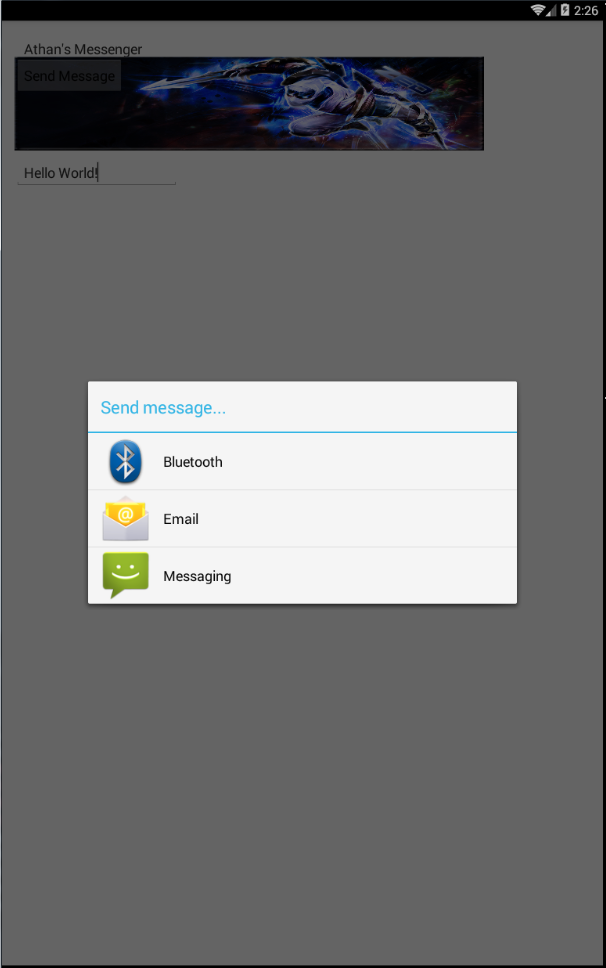 2:26
Athan's Messenger
Send Message
Hello World!
Send message...
Bluetooth
@
Email
Messaging